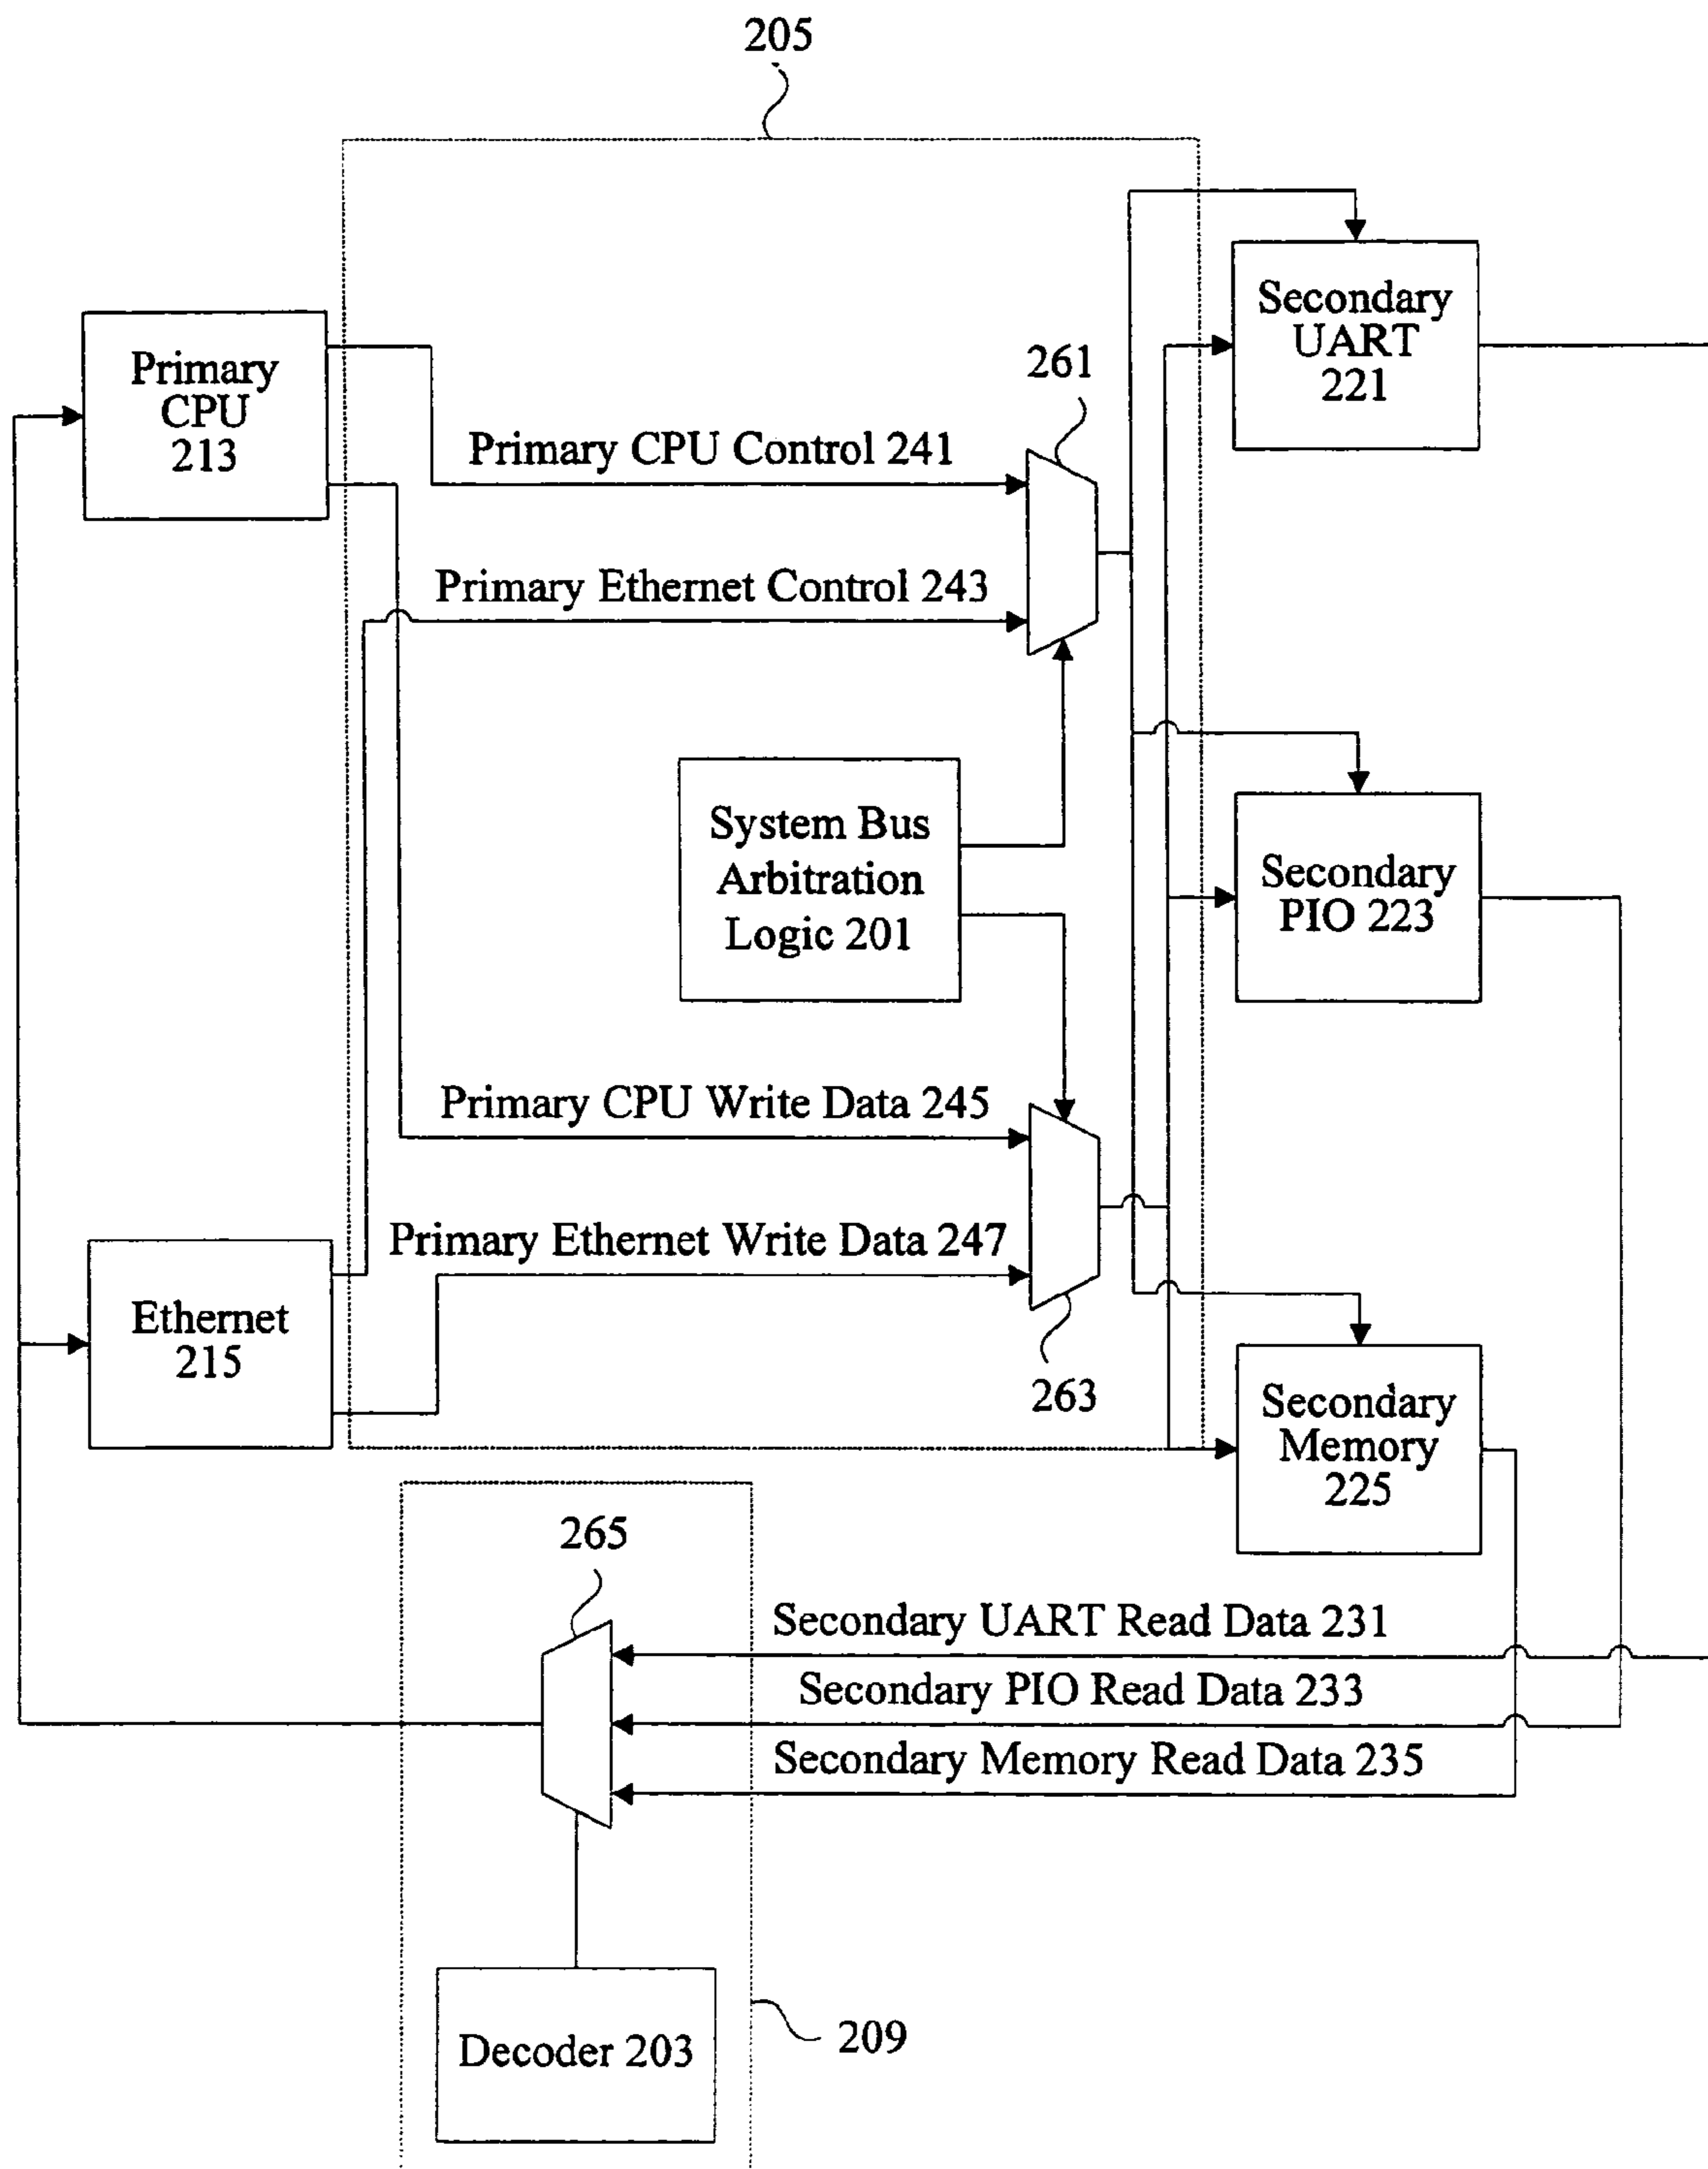 205
Secondary
UART
221
Primary
CPU
213
261
Primary CPU Control 241
Primary Ethernet Control 243
System Bus
Arbitration
Logic 201
Secondary
PIO 223
Primary CPU Write Data 245
Primary Ethernet Write Data 247
Ethernet
215
263
Secondary
Memory
225
265
Secondary UART Read Data 231
Secondary PIO Read Data 233
Secondary Memory Read Data 235
209
Decoder 203